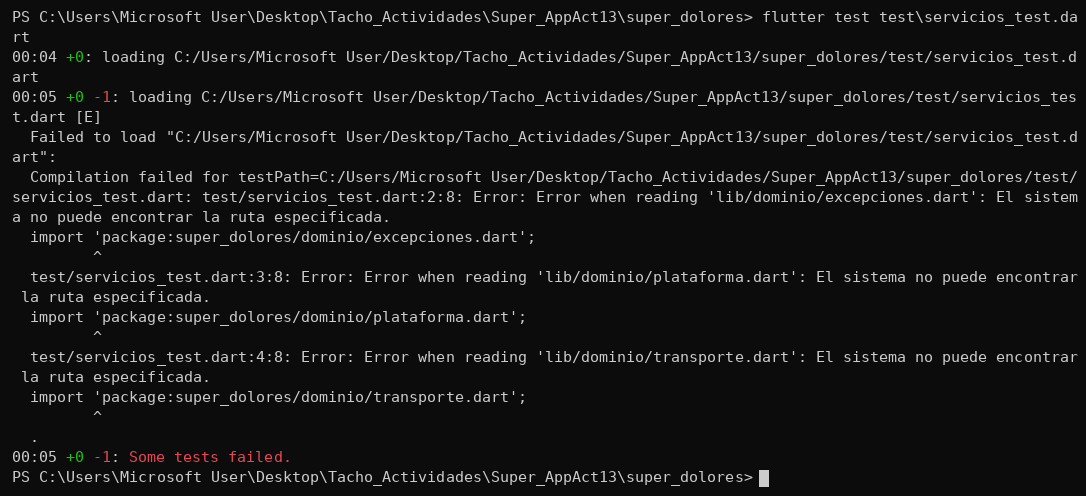 PS C:\Users\Microsoft User\Desktop\Tacho_Actividades\Super_AppAct13\super_dolores> flutter test test\servicios_test.da
rt
00:04 +0: loading C:/Users/Microsoft User/Desktop/Tacho_Actividades/Super_AppAct13/super_dolores/test/servicios_test.d
art
00:05 +0 -1: loading C:/Users/Microsoft User/Desktop/Tacho_Actividades/Super_AppAct13/super_dolores/test/servicios_tes
t.dart [E]
  Failed to load "C:/Users/Microsoft User/Desktop/Tacho_Actividades/Super_AppAct13/super_dolores/test/servicios_test.d
art":
  Compilation failed for testPath=C:/Users/Microsoft User/Desktop/Tacho_Actividades/Super_AppAct13/super_dolores/test/
servicios_test.dart: test/servicios_test.dart:2:8: Error: Error when reading 'lib/dominio/excepciones.dart': El sistem
a no puede encontrar la ruta especificada.
  import 'package:super_dolores/dominio/excepciones.dart';
         ^
  test/servicios_test.dart:3:8: Error: Error when reading 'lib/dominio/plataforma.dart': El sistema no puede encontrar
 la ruta especificada.
  import 'package:super_dolores/dominio/plataforma.dart';
         ^
  test/servicios_test.dart:4:8: Error: Error when reading 'lib/dominio/transporte.dart': El sistema no puede encontrar
 la ruta especificada.
  import 'package:super_dolores/dominio/transporte.dart';
         ^
  .
00:05 +0 -1: Some tests failed.
PS C:\Users\Microsoft User\Desktop\Tacho_Actividades\Super_AppAct13\super_dolores>